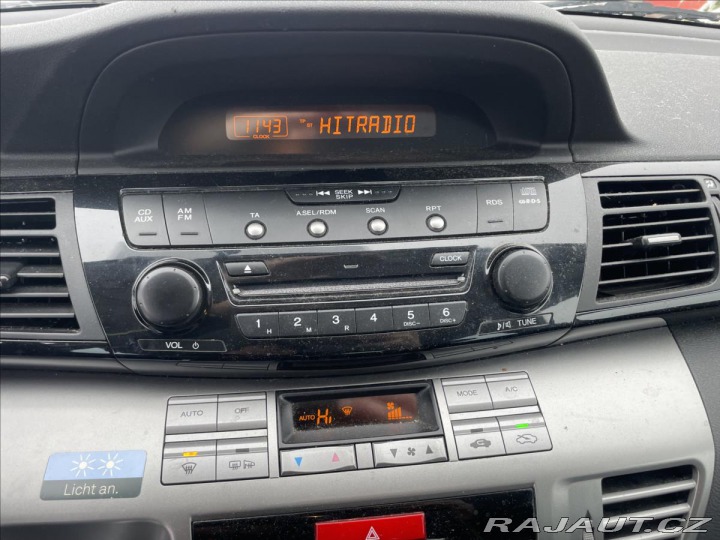 11:43 TP HITRADIO
CLOCK
SEEK
SKIP
CD
AUX
AM
FM
TA
A.SEL/RDM
SCAN
RPT
RDS
CLOCK
1 2 3 4 5 6
H M R DISC− DISC+
VOL
TUNE
AUTO OFF
AUTO Hi
MODE A/C
Licht an.
RAJAUT.CZ